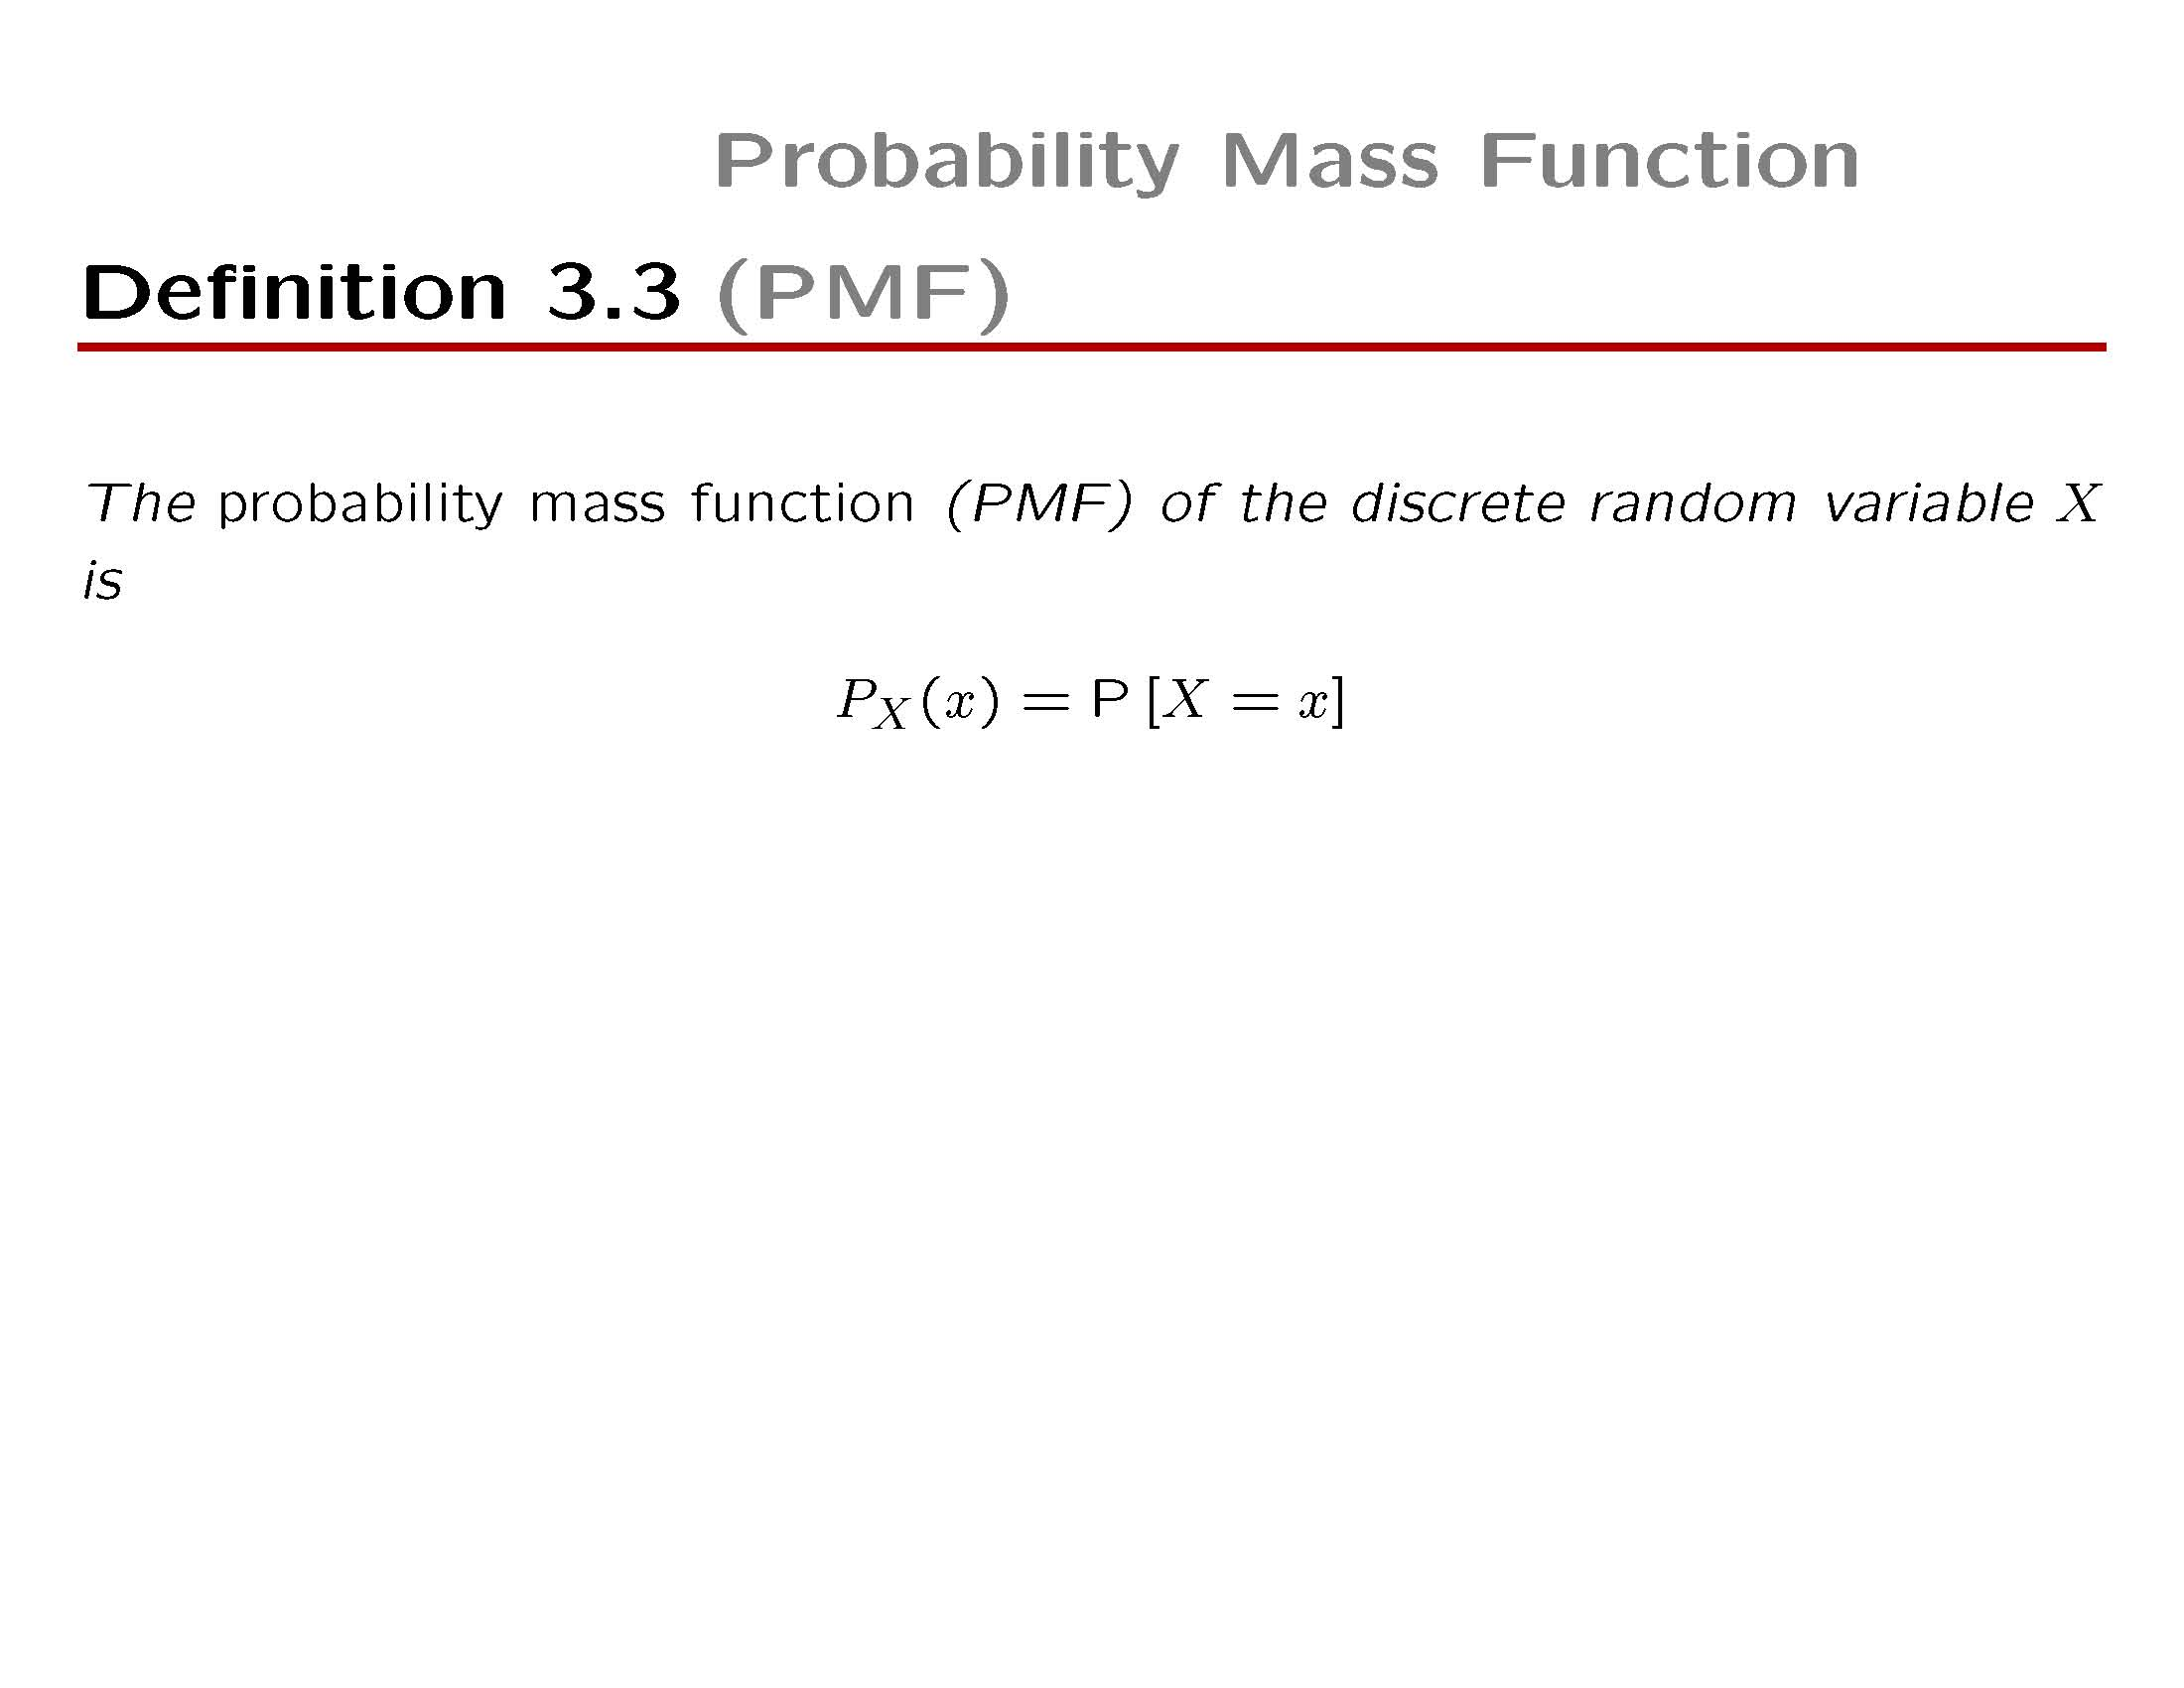 Probability Mass Function
Definition 3.3 (PMF)
The probability mass function (PMF) of the discrete random variable X
is
P_X(x) = P [X = x]